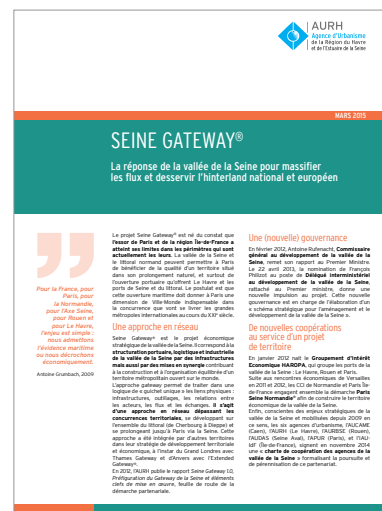 AURH
Agence d'Urbanisme
de la Région du Havre
et de l'Estuaire de la Seine
MARS 2015
SEINE GATEWAY®
La réponse de la vallée de la Seine pour massifier
les flux et desservir l'hinterland national et européen
Pour la France, pour
Paris, pour
la Normandie,
pour l'Axe Seine,
pour Rouen et
pour Le Havre,
l'enjeu est simple :
nous admettons
l'évidence maritime
ou nous décrochons
économiquement.
Antoine Grumbach, 2009
Le projet Seine Gateway® est né du constat que
l'essor de Paris et de la région Île-de-France a
atteint ses limites dans les périmètres qui sont
actuellement les leurs. La vallée de la Seine et
le littoral normand peuvent permettre à Paris
de bénéficier de la qualité d'un territoire situé
dans son prolongement naturel, et surtout de
l'ouverture portuaire qu'offrent Le Havre et les
ports de Seine et du littoral. Le postulat est que
cette ouverture maritime doit donner à Paris une
dimension de Ville-Monde indispensable dans
la concurrence que vont se livrer les grandes
métropoles internationales au cours du XXIᵉ siècle.
Une approche en réseau
Seine Gateway® est le projet économique
stratégique de la vallée de la Seine. Il correspond à la
structuration portuaire, logistique et industrielle
de la vallée de la Seine par des infrastructures
mais aussi par des mises en synergie contribuant
à la construction et à l'organisation équilibrée d'un
territoire métropolitain ouvert sur le monde.
L'approche gateway permet de traiter dans une
logique de « guichet unique » les liens physiques :
infrastructures, outillages, les relations entre
les acteurs, les flux et les échanges. Il s'agit
d'une approche en réseau dépassant les
concurrences territoriales, se développant sur
l'ensemble du littoral (de Cherbourg à Dieppe) et
se prolongeant jusqu'à Paris via la Seine. Cette
approche a été intégrée par d'autres territoires
dans leur stratégie de développement territoriale
et économique, à l'instar du Grand Londres avec
Thames Gateway et d'Anvers avec l'Extended
Gateway®.
En 2012, l'AURH publie le rapport Seine Gateway 1.0,
Préfiguration du Gateway de la Seine et éléments
clefs de mise en œuvre, feuille de route de la
démarche partenariale.
Une (nouvelle) gouvernance
En février 2012, Antoine Rufenacht, Commissaire
général au développement de la vallée de la
Seine, remet son rapport au Premier Ministre.
Le 22 avril 2013, la nomination de François
Philizot au poste de Délégué interministériel
au développement de la vallée de la Seine,
rattaché au Premier ministre, donne une
nouvelle impulsion au projet. Cette nouvelle
gouvernance est en charge de l'élaboration d'un
« schéma stratégique pour l'aménagement et le
développement de la vallée de la Seine ».
De nouvelles coopérations
au service d'un projet
de territoire
En janvier 2012 naît le Groupement d'Intérêt
Economique HAROPA, qui groupe les ports de la
vallée de la Seine : Le Havre, Rouen et Paris.
Suite aux rencontres économiques de Versailles
en 2011 et 2012, les CCI de Normandie et Paris Île-
de-France engagent ensemble la démarche Paris
Seine Normandie® afin de construire le territoire
économique de la vallée de la Seine.
Enfin, conscientes des enjeux stratégiques de la
vallée de la Seine et mobilisées depuis 2009 en
ce sens, les six agences d'urbanisme, l'AUCAME
(Caen), l'AURH (Le Havre), l'AURBSE (Rouen),
l'AUDAS (Seine Aval), l'APUR (Paris), et l'IAU-
IdF (Île-de-France), signent en novembre 2014
une « charte de coopération des agences de la
vallée de la Seine » formalisant la poursuite et
de pérennisation de ce partenariat.